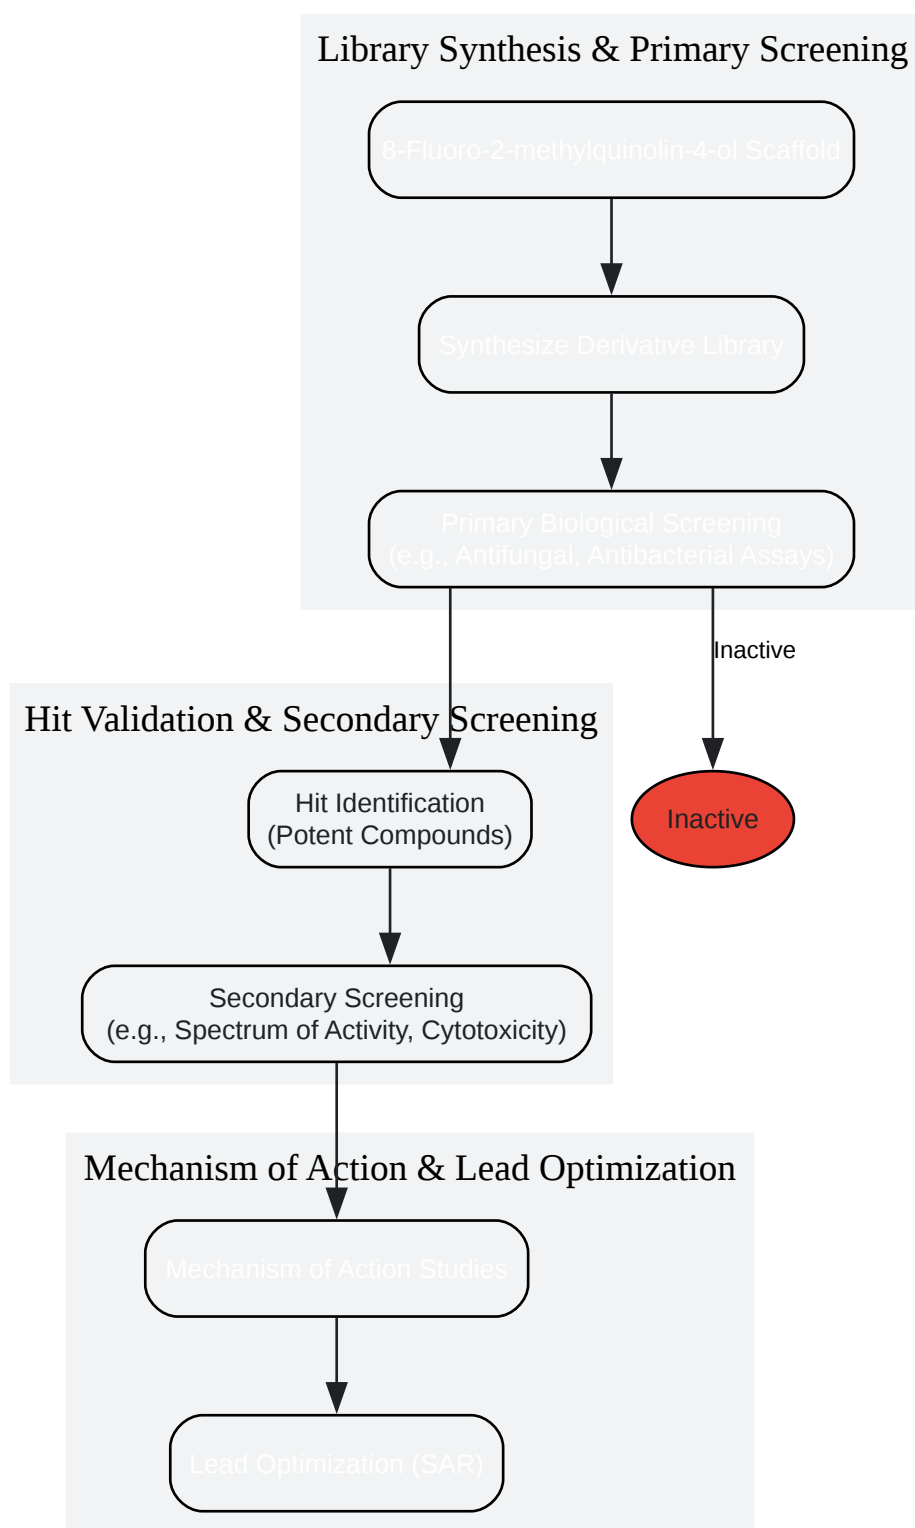 Library Synthesis & Primary Screening
8-Fluoro-2-methylquinolin-4-ol Scaffold
Synthesize Derivative Library
Primary Biological Screening
(e.g., Antifungal, Antibacterial Assays)
Inactive
Hit Validation & Secondary Screening
Hit Identification
(Potent Compounds)
Inactive
Secondary Screening
(e.g., Spectrum of Activity, Cytotoxicity)
Mechanism of Action & Lead Optimization
Mechanism of Action Studies
Lead Optimization (SAR)